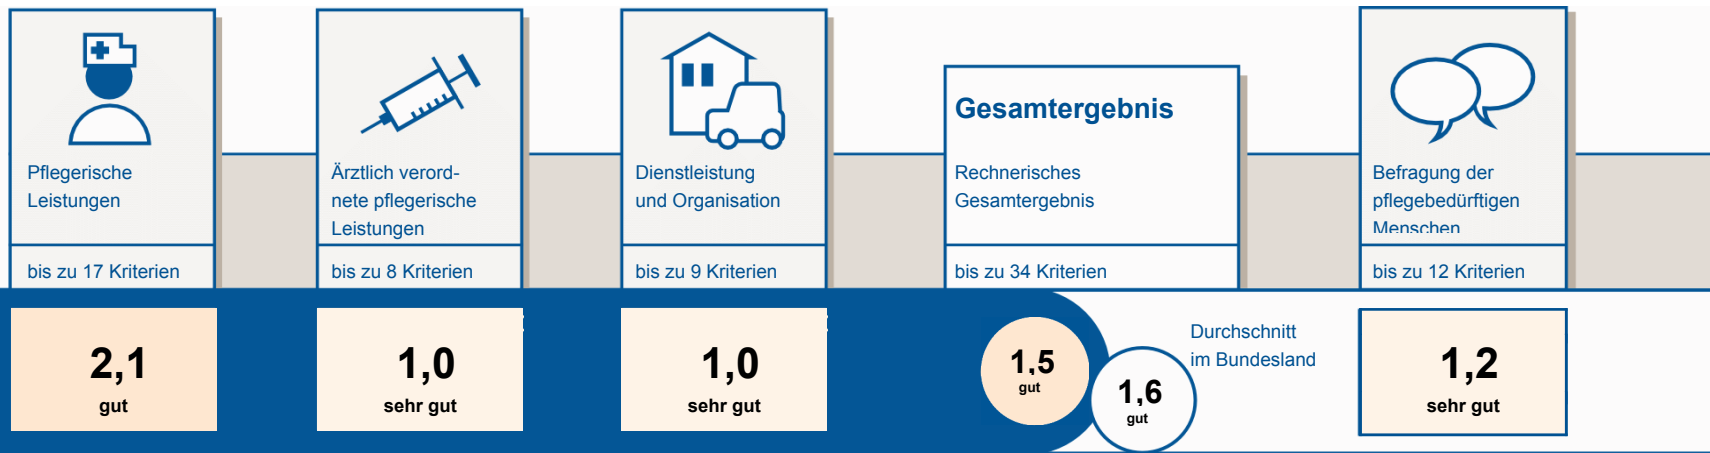 Pflegerische
Leistungen
bis zu 17 Kriterien
2,1
gut
Ärztlich verord-
nete pflegerische
Leistungen
bis zu 8 Kriterien
1,0
sehr gut
Dienstleistung
und Organisation
bis zu 9 Kriterien
1,0
sehr gut
Gesamtergebnis
Rechnerisches
Gesamtergebnis
bis zu 34 Kriterien
1,5
gut
1,6
gut
Durchschnitt
im Bundesland
Befragung der
pflegebedürftigen
Menschen
bis zu 12 Kriterien
1,2
sehr gut